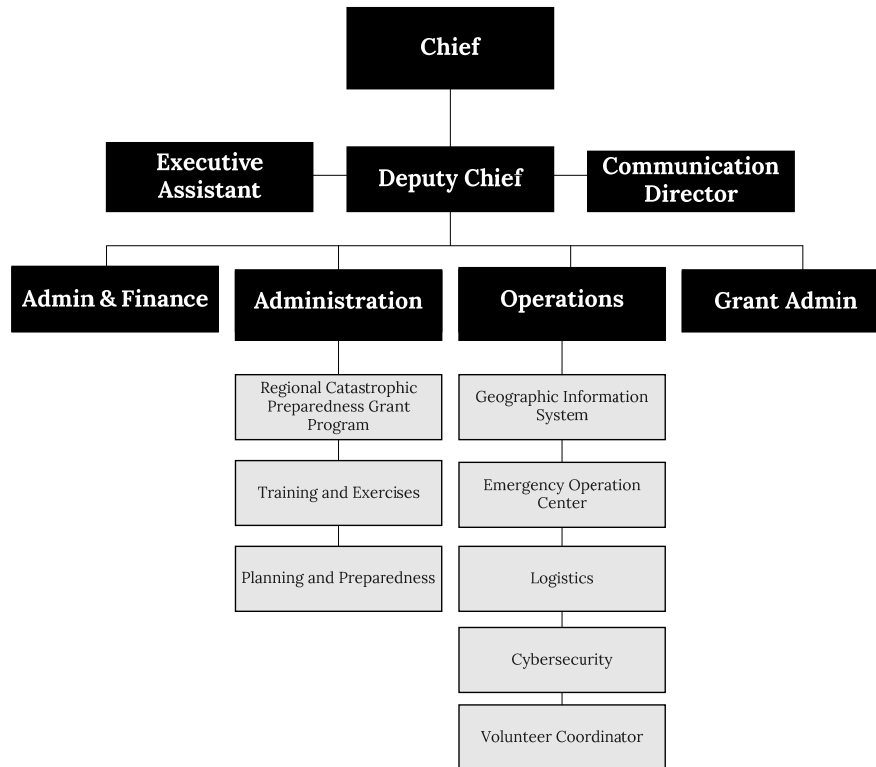 Chief
Executive
Assistant
Deputy Chief
Communication
Director
Admin & Finance
Administration
Operations
Grant Admin
Regional Catastrophic
Preparedness Grant
Program
Geographic Information
System
Training and Exercises
Emergency Operation
Center
Planning and Preparedness
Logistics
Cybersecurity
Volunteer Coordinator